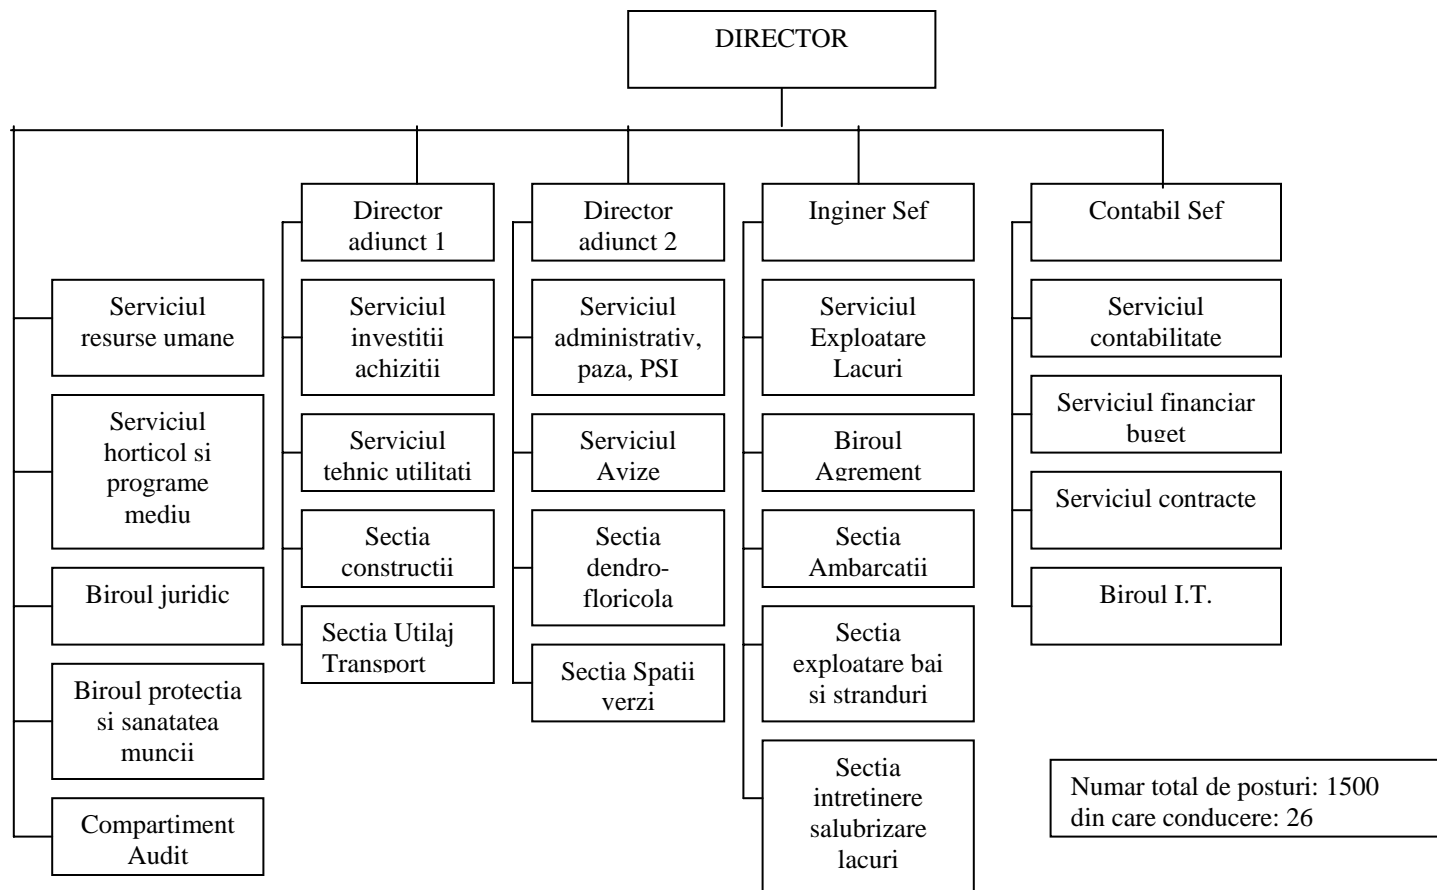 DIRECTOR
Director
adjunct 1
Director
adjunct 2
Inginer Sef
Contabil Sef
Serviciul
resurse umane
Serviciul
horticol si
programe
mediu
Biroul juridic
Biroul protectia
si sanatatea
muncii
Compartiment
Audit
Serviciul
investitii
achizitii
Serviciul
tehnic utilitati
Sectia
constructii
Sectia Utilaj
Transport
Serviciul
administrativ,
paza, PSI
Serviciul
Avize
Sectia
dendro-
floricola
Sectia Spatii
verzi
Serviciul
Exploatare
Lacuri
Biroul
Agrement
Sectia
Ambarcatii
Sectia
exploatare bai
si stranduri
Sectia
intretinere
salubrizare
lacuri
Serviciul
contabilitate
Serviciul financiar
buget
Serviciul contracte
Biroul I.T.
Numar total de posturi: 1500
din care conducere: 26